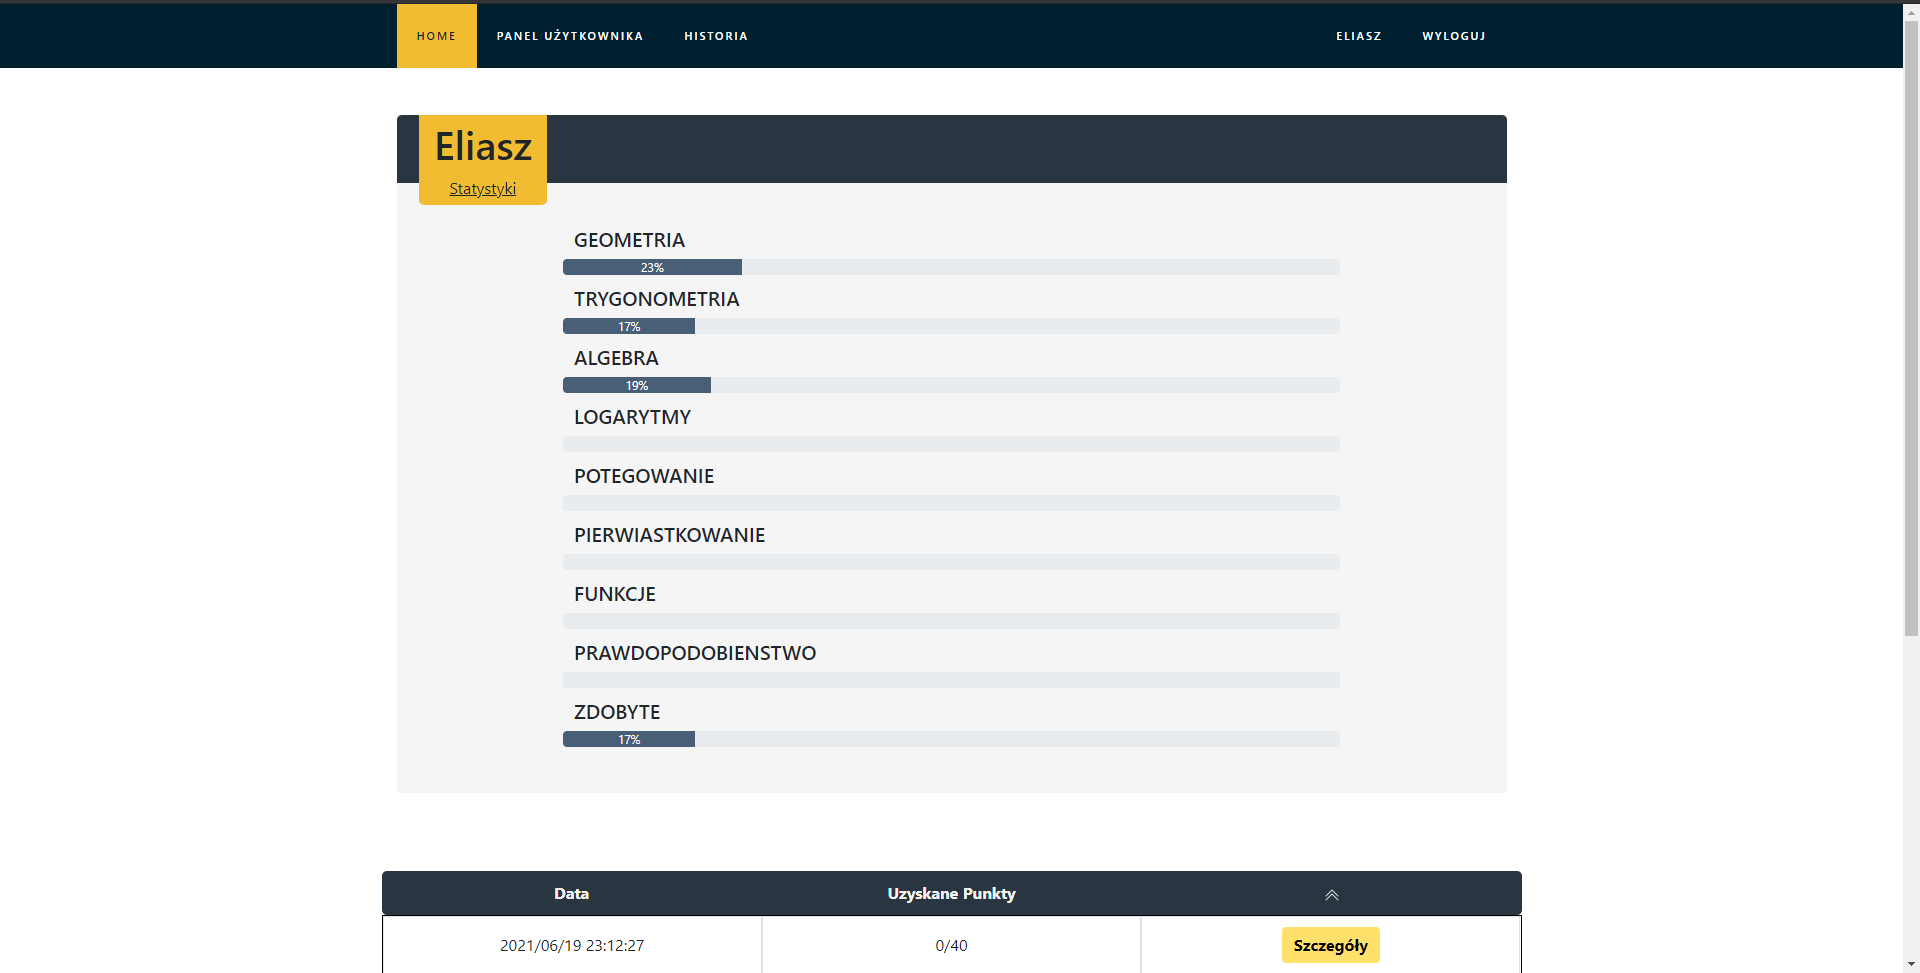 HOME PANEL UŻYTKOWNIKA HISTORIA ELIASZ WYLOGUJ
Eliasz
Statystyki
GEOMETRIA
23%
TRYGONOMETRIA
17%
ALGEBRA
19%
LOGARYTMY
POTEGOWANIE
PIERWIASTKOWANIE
FUNKCJE
PRAWDOPODOBIENSTWO
ZDOBYTE
17%
Data Uzyskane Punkty
2021/06/19 23:12:27 0/40 Szczegóły